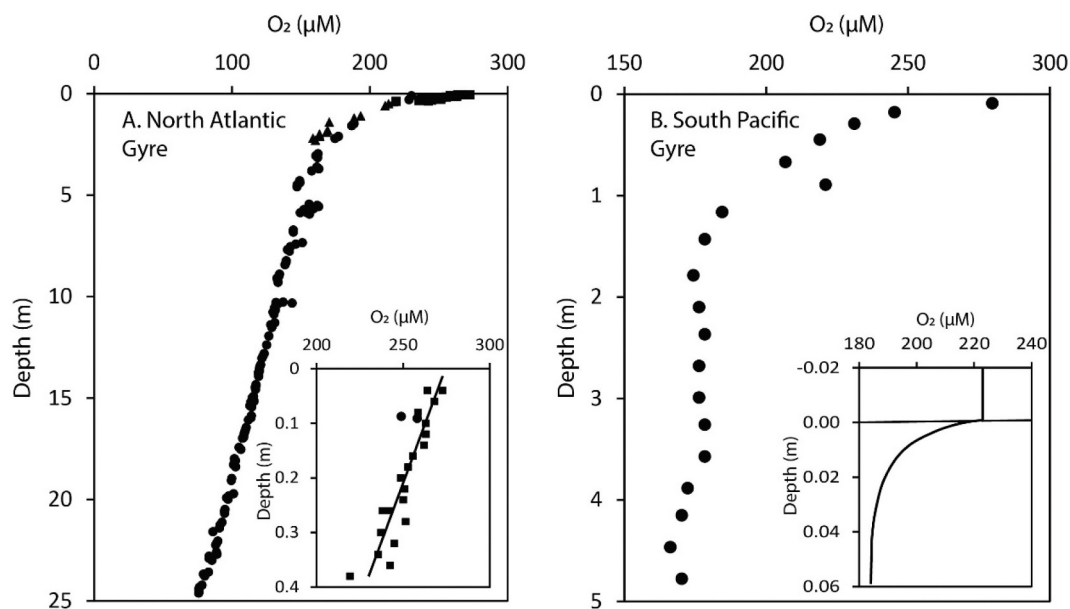 O₂ (µM)
0 100 200 300
0
5
10
15
20
25
Depth (m)
A. North Atlantic
Gyre
O₂ (µM)
200 250 300
0
0.1
0.2
0.3
0.4
Depth (m)
O₂ (µM)
150 200 250 300
0
1
2
3
4
5
Depth (m)
B. South Pacific
Gyre
O₂ (µM)
180 200 220 240
-0.02
0.00
0.02
0.04
0.06
Depth (m)